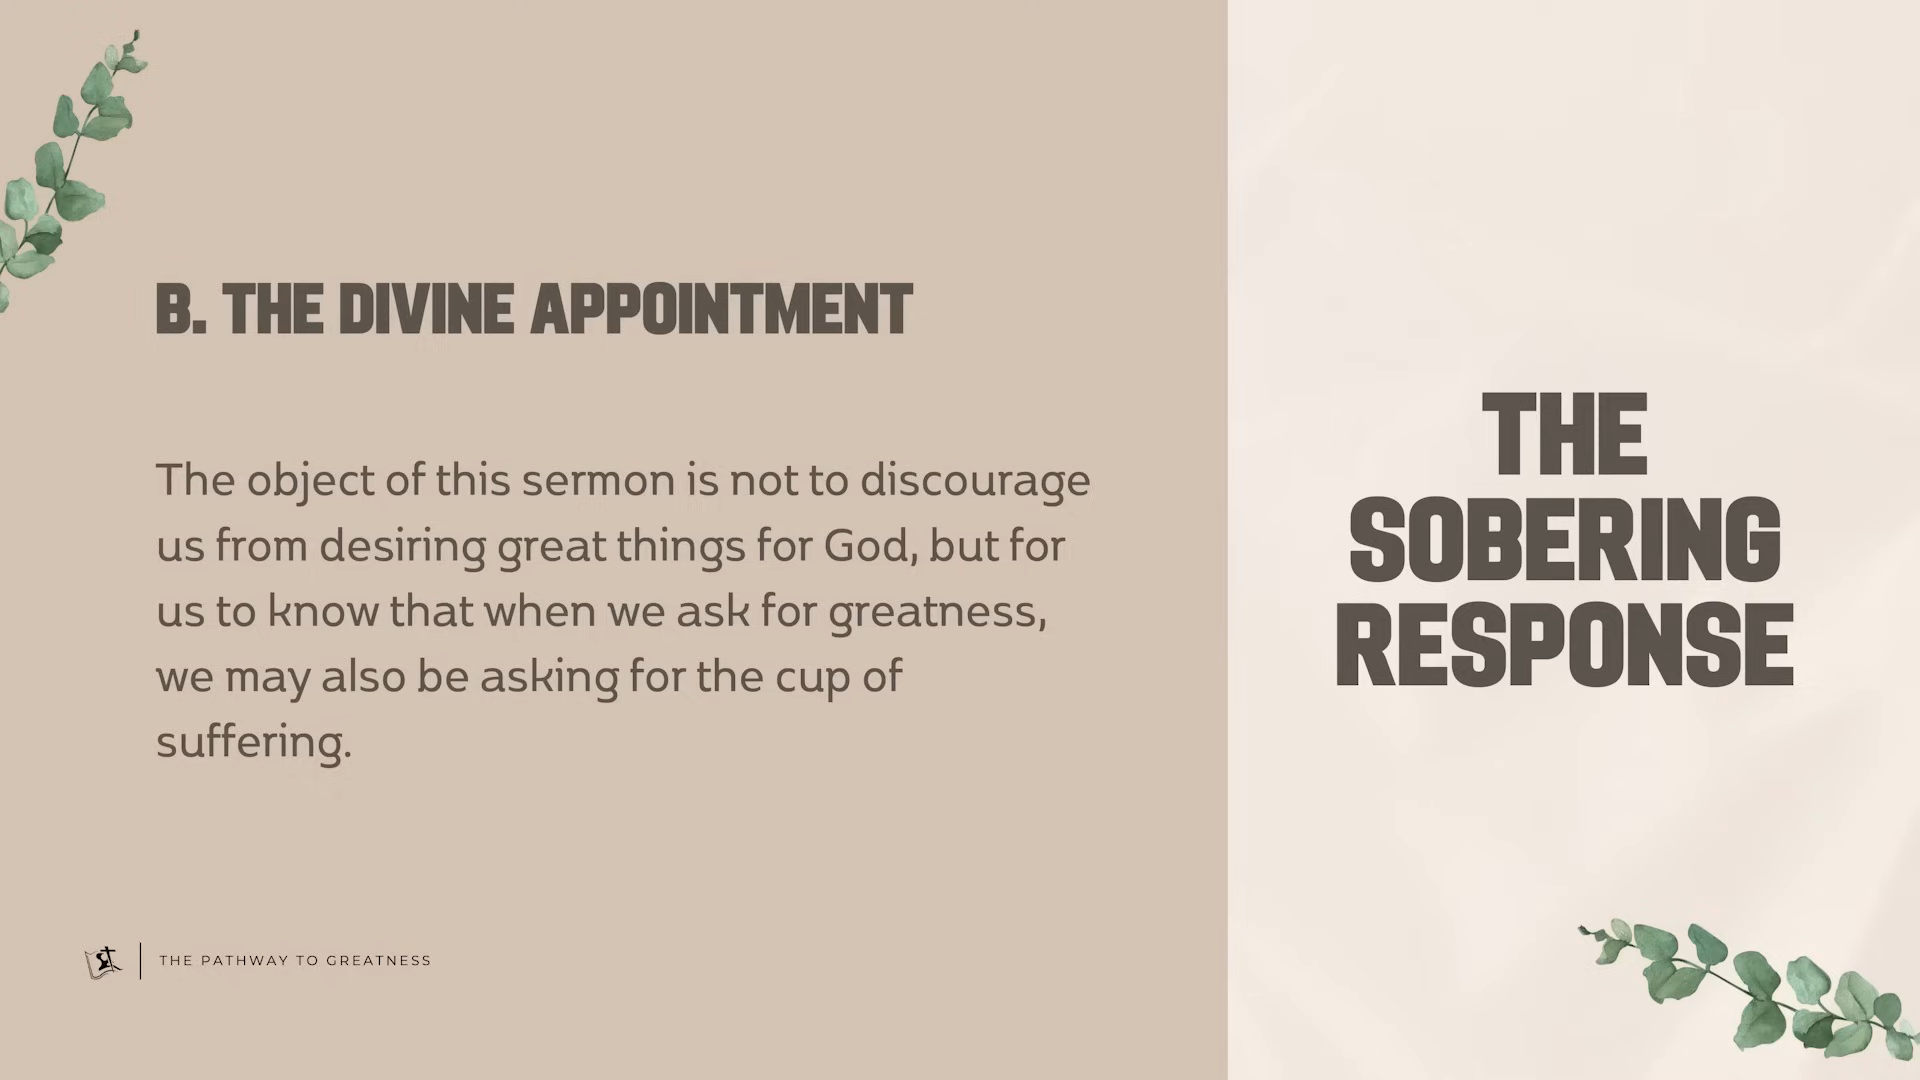 B. THE DIVINE APPOINTMENT
The object of this sermon is not to discourage
us from desiring great things for God, but for
us to know that when we ask for greatness,
we may also be asking for the cup of
suffering.
THE PATHWAY TO GREATNESS
THE
SOBERING
RESPONSE